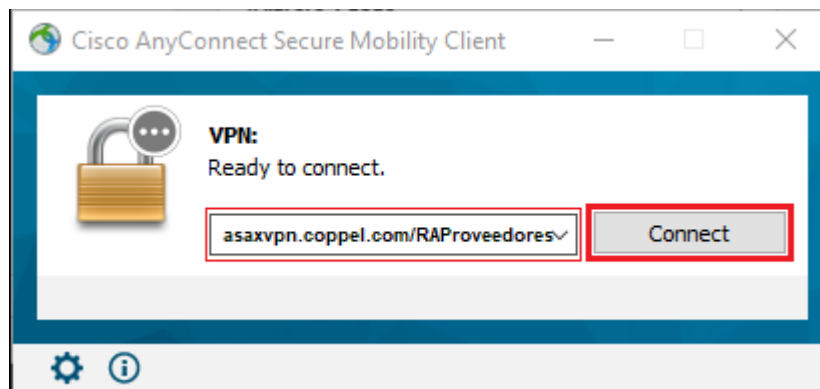 Cisco AnyConnect Secure Mobility Client
VPN:
Ready to connect.
asaxvpn.coppel.com/RAProveedores
Connect